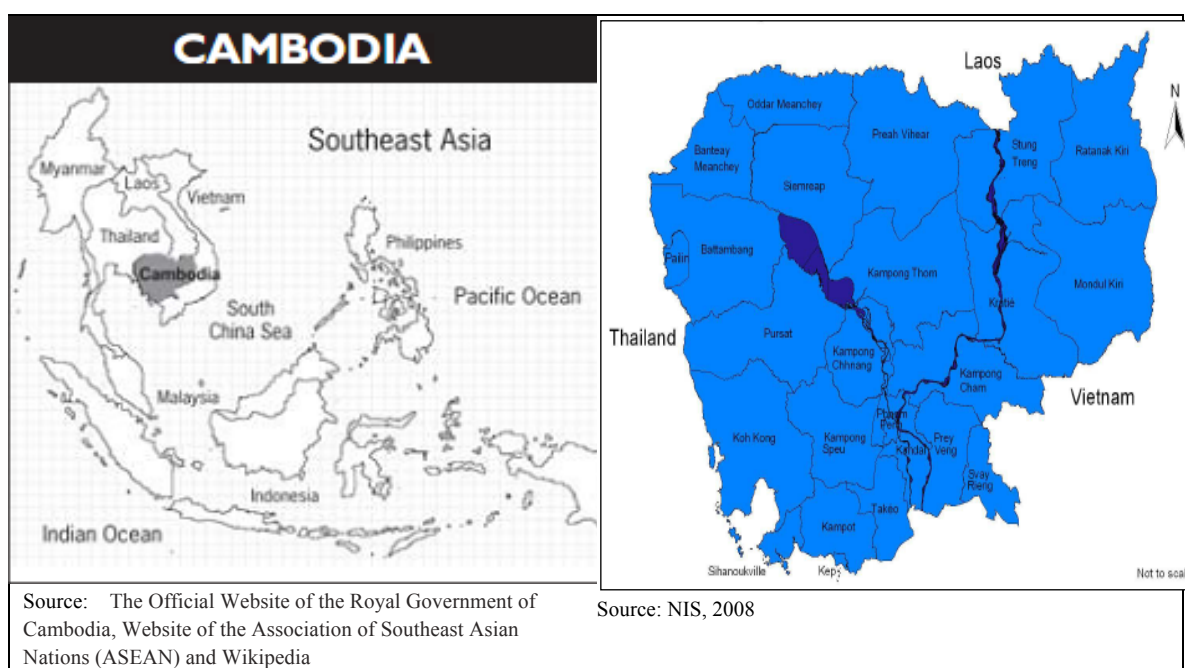 CAMBODIA
Southeast Asia
Myanmar
Laos
Vietnam
Thailand
Philippines
Cambodia
Pacific Ocean
South
China Sea
Malaysia
Indonesia
Indian Ocean
Laos
N
Oddar Meanchey
Preah Vihear
Stung
Treng
Ratanak Kiri
Banteay
Meanchey
Siemreap
Battambang
Pailin
Kampong Thom
Kratie
Mondul Kiri
Thailand
Pursat
Kampong
Chhnang
Kampong
Cham
Vietnam
Phnom
Penh
Koh Kong
Kampong
Speu
Kandal
Prey
Veng
Svay
Rieng
Takeo
Kampot
Sihanoukville
Kep
Not to scal
Source: The Official Website of the Royal Government of
Cambodia, Website of the Association of Southeast Asian
Nations (ASEAN) and Wikipedia
Source: NIS, 2008